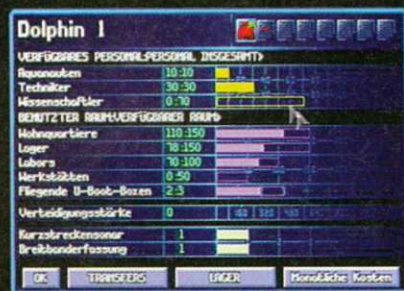 Dolphin 1
VERFÜGBARES PERSONAL:PERSONAL INSGESAMT>
Aquanauten 10:10
Techniker 30:30
Wissenschaftler 0:70
BENUTZTER RAUM:VERFÜGBARER RAUM>
Wohnquartiere 110:150
Lager 78:150
Labors 70:100
Werkstätten 0:50
Fliegende U-Boot-Boxen 2:3
Verteidigungsstärke 0
Kurzstreckensonar 1
Breitbanderfassung 1
OK TRANSFERS LAGER Monatliche Kosten